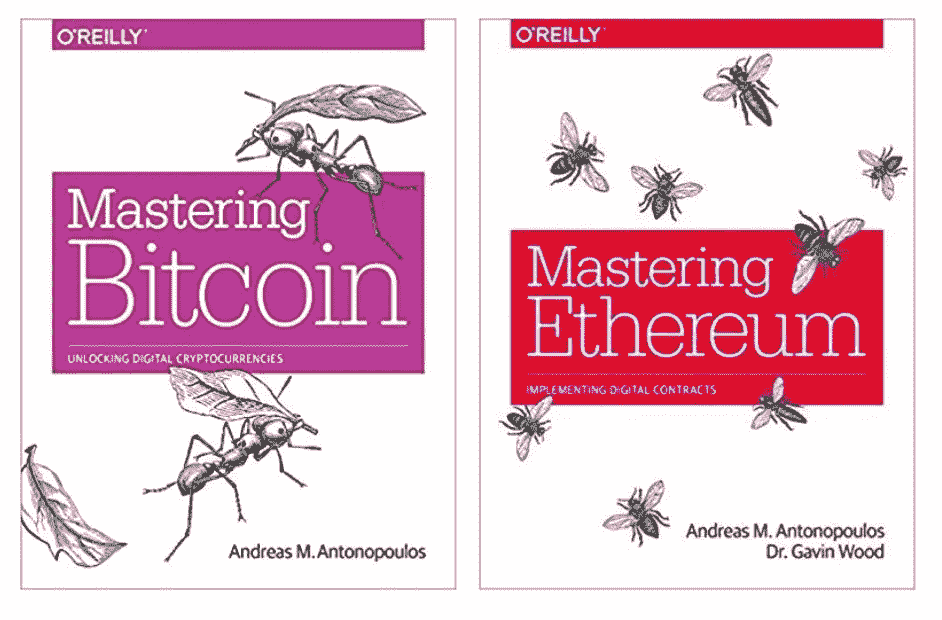 O'REILLY®
Mastering
Bitcoin
UNLOCKING DIGITAL CRYPTOCURRENCIES
Andreas M. Antonopoulos
O'REILLY®
Mastering
Ethereum
IMPLEMENTING DIGITAL CONTRACTS
Andreas M. Antonopoulos
Dr. Gavin Wood